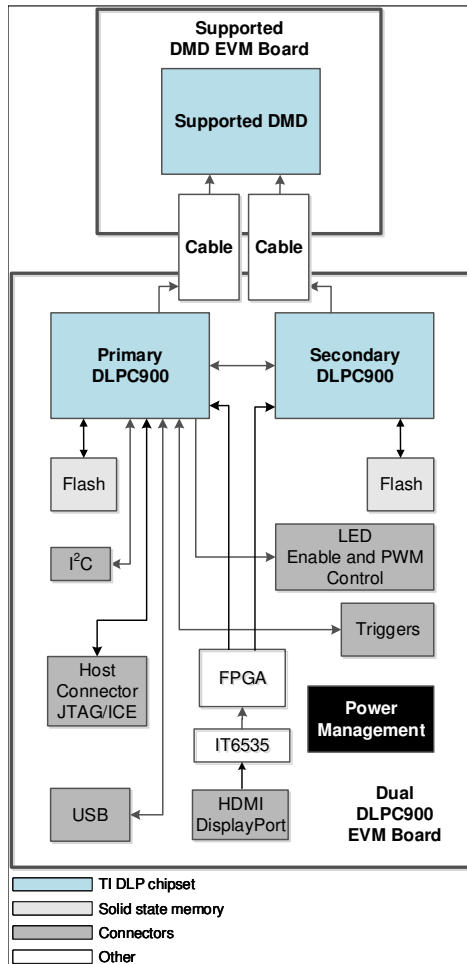 Supported
DMD EVM Board
Supported DMD
Cable
Cable
Primary
DLPC900
Secondary
DLPC900
Flash
Flash
I²C
LED
Enable and PWM
Control
Triggers
Host
Connector
JTAG/ICE
FPGA
Power
Management
IT6535
USB
HDMI
DisplayPort
Dual
DLPC900
EVM Board
TI DLP chipset
Solid state memory
Connectors
Other